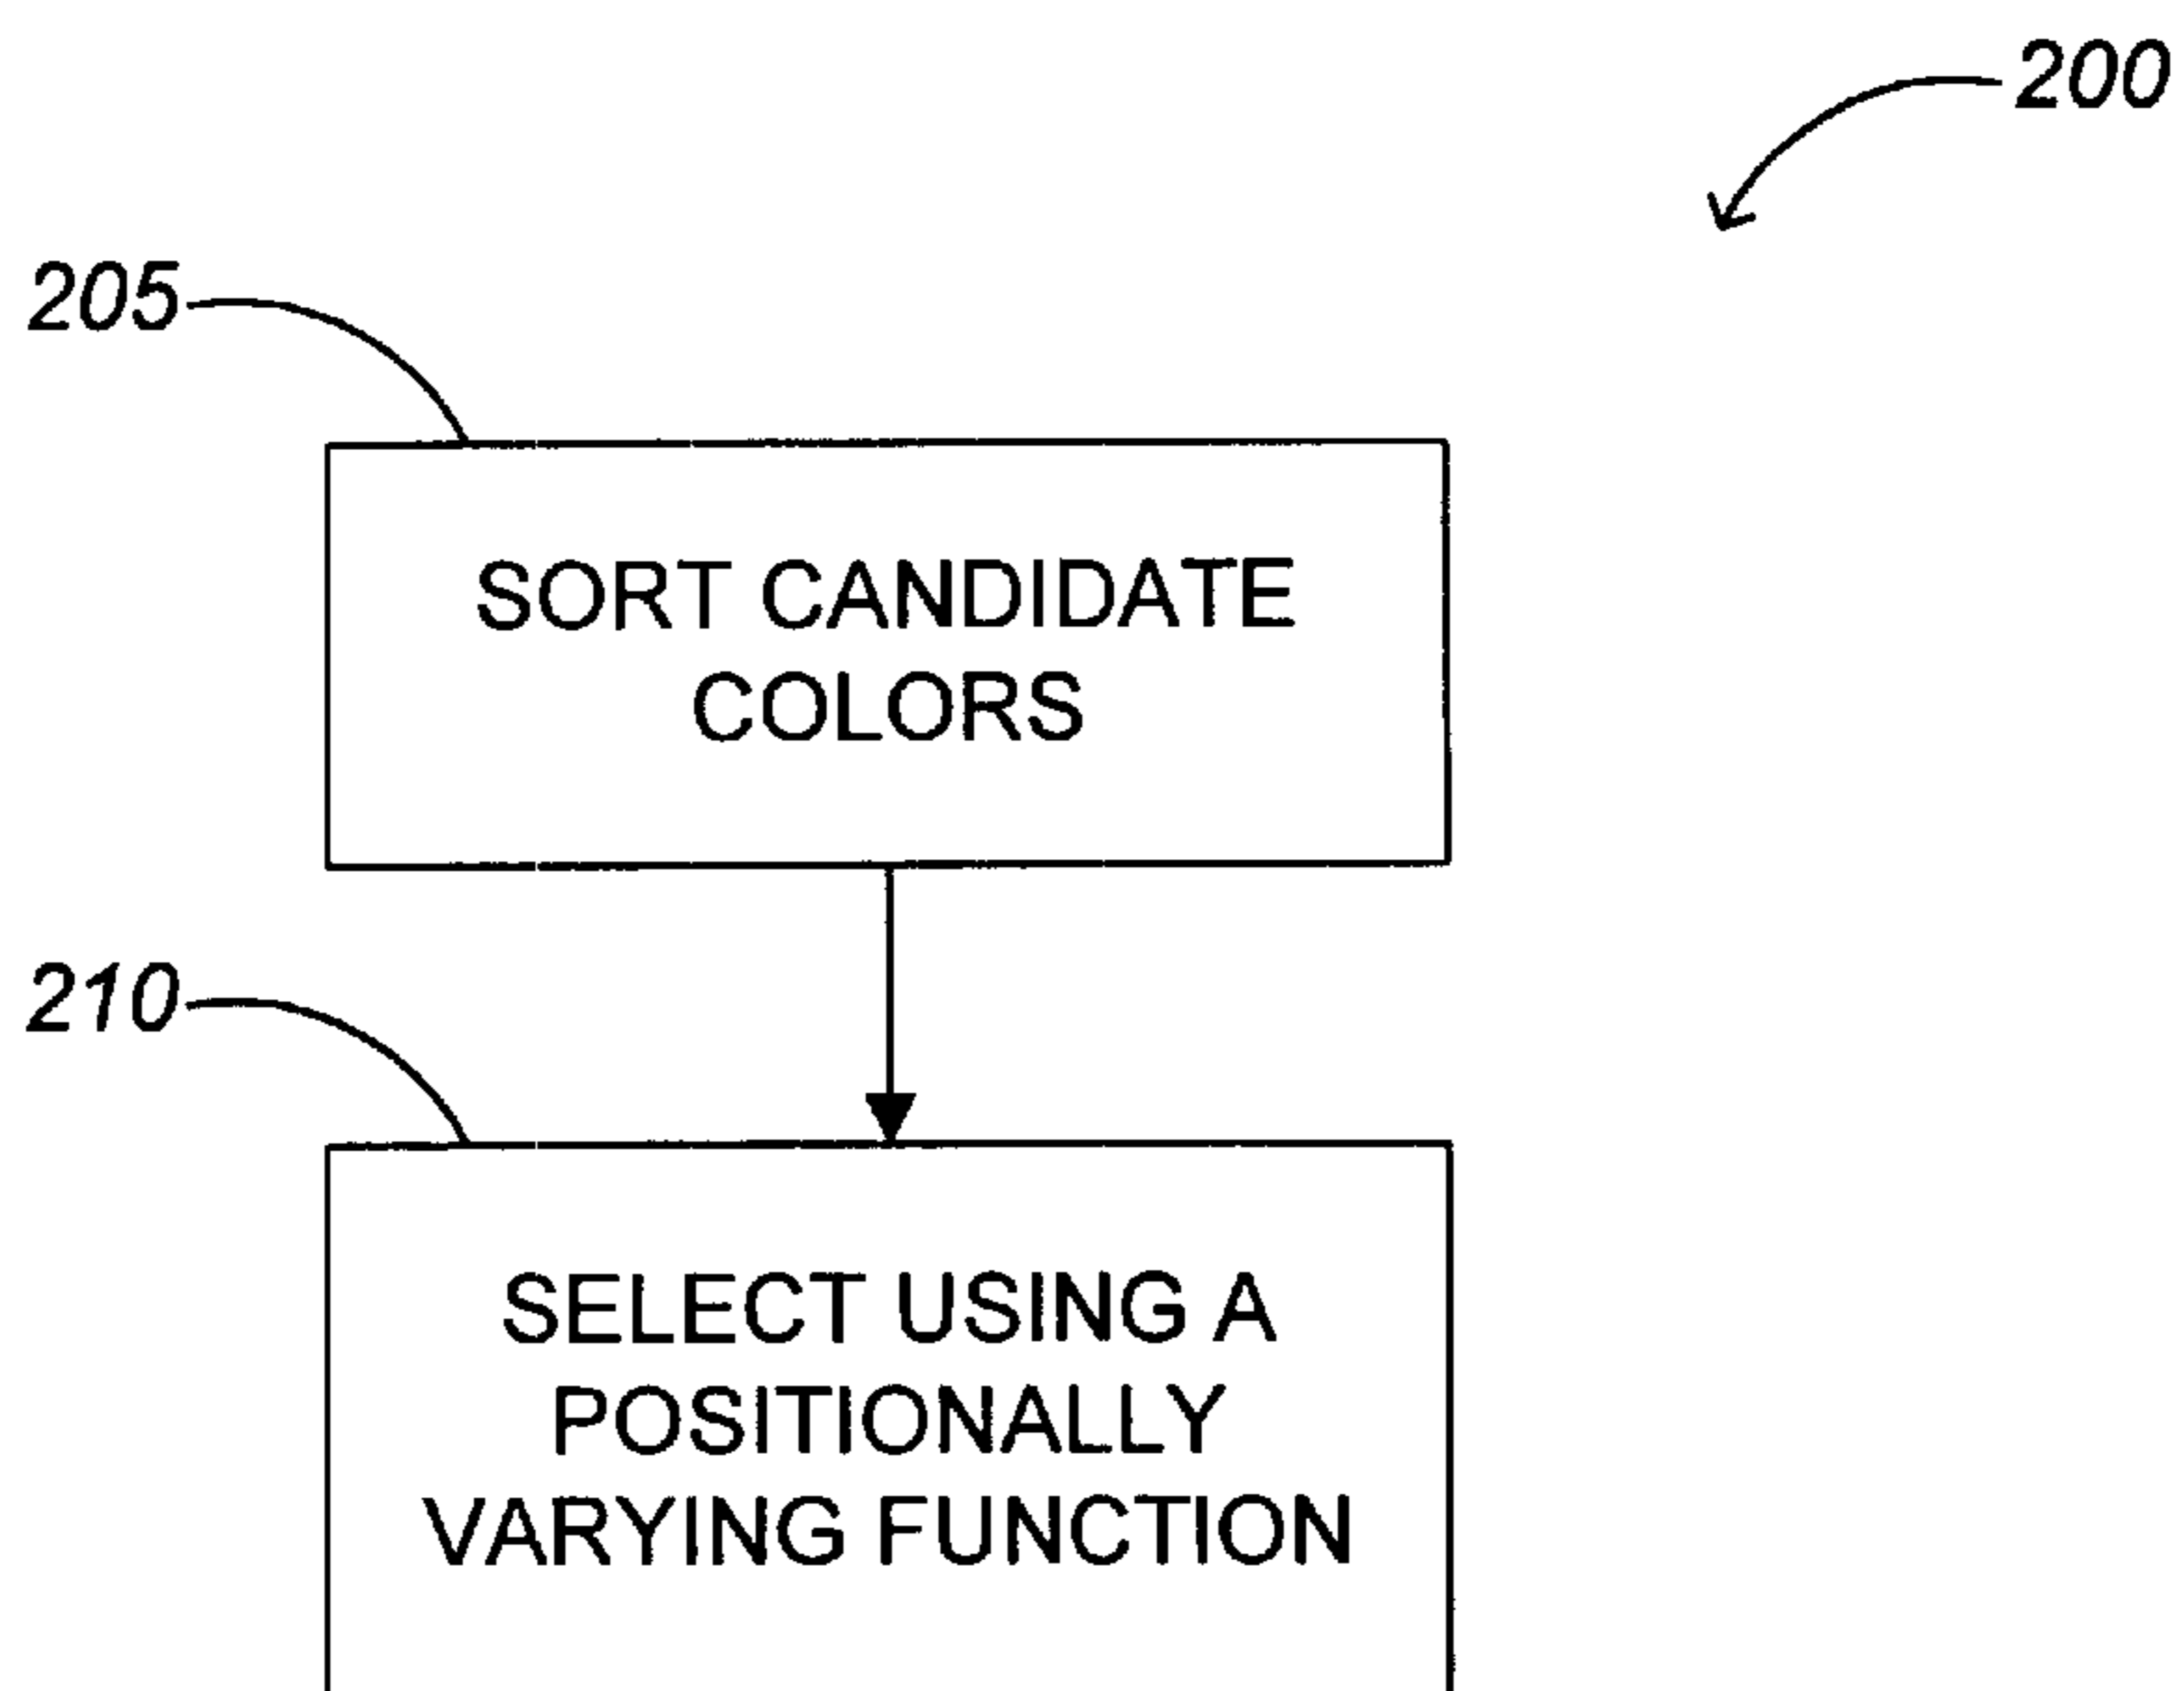 200
205
SORT CANDIDATE
COLORS
210
SELECT USING A
POSITIONALLY
VARYING FUNCTION